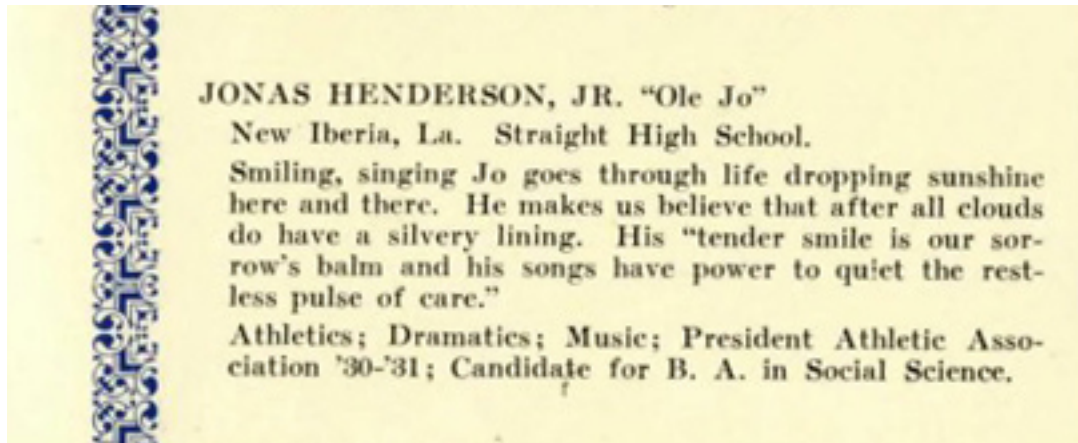 JONAS HENDERSON, JR. “Ole Jo”
New Iberia, La. Straight High School.
Smiling, singing Jo goes through life dropping sunshine
here and there. He makes us believe that after all clouds
do have a silvery lining. His “tender smile is our sor-
row’s balm and his songs have power to quiet the rest-
less pulse of care.”
Athletics; Dramatics; Music; President Athletic Asso-
ciation ’30-’31; Candidate for B. A. in Social Science.